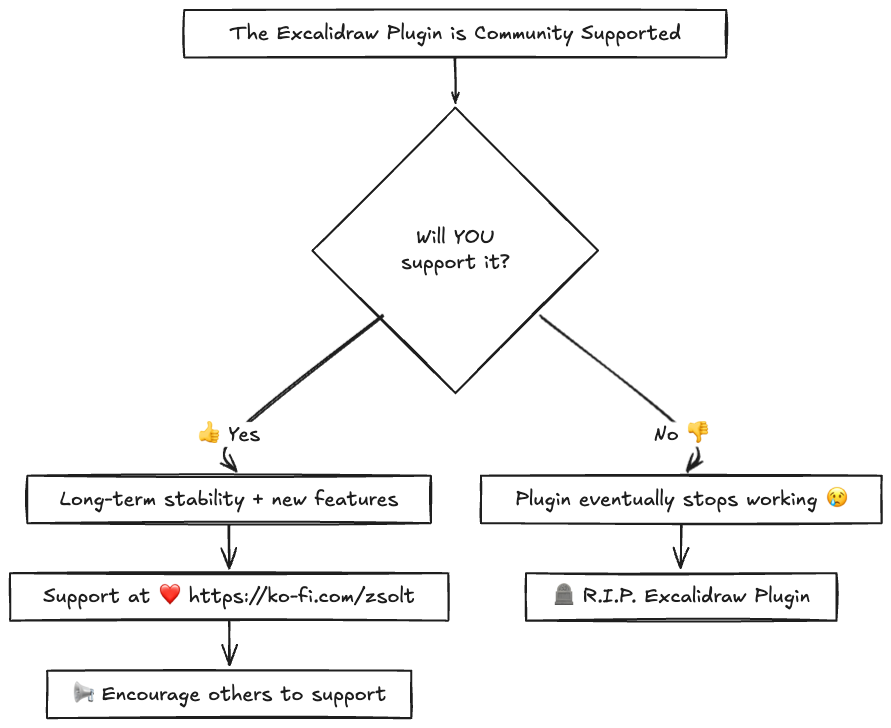 The Excalidraw Plugin is Community Supported
Will YOU
support it?
👍 Yes
No 👎
Long-term stability + new features
Plugin eventually stops working 😢
Support at ❤️ https://ko-fi.com/zsolt
🪦 R.I.P. Excalidraw Plugin
📢 Encourage others to support